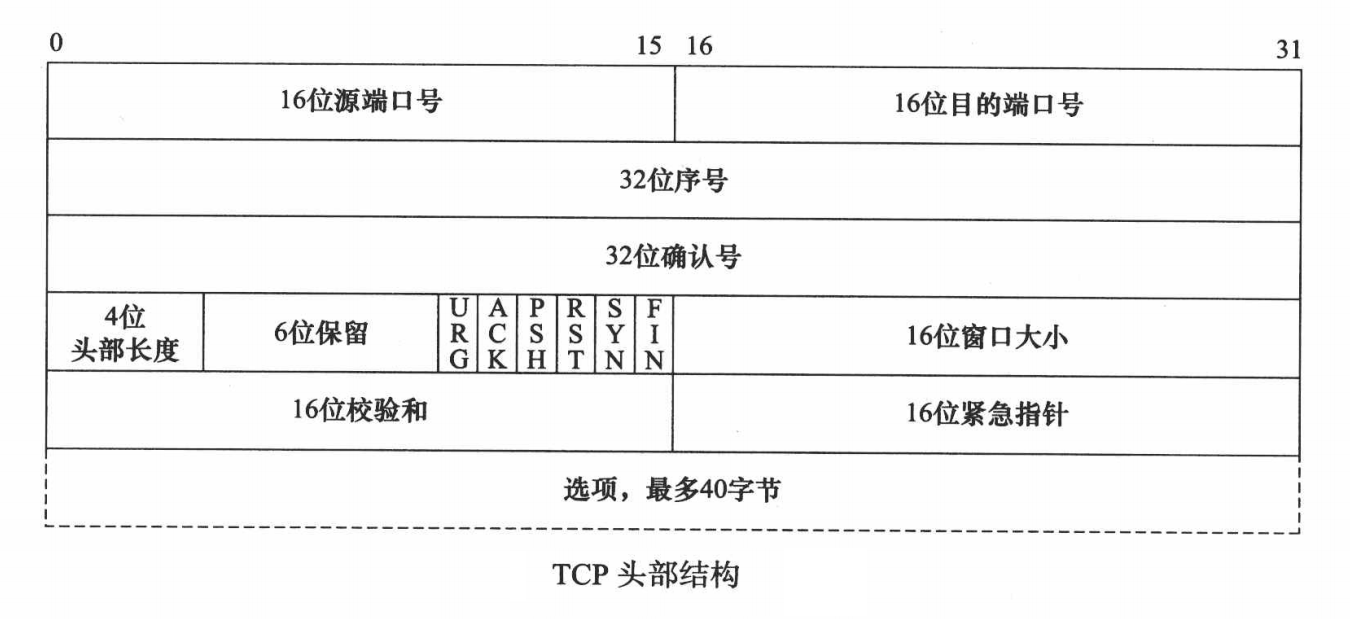 0 15 16 31
16位源端口号 16位目的端口号
32位序号
32位确认号
4位
头部长度 6位保留 URG ACK PSH RST SYN FIN 16位窗口大小
16位校验和 16位紧急指针
选项，最多40字节
TCP 头部结构